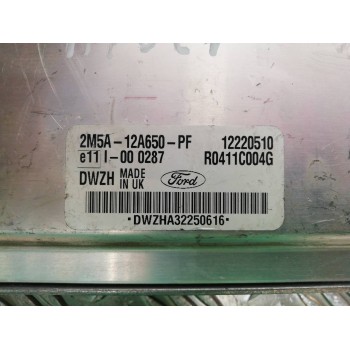 2M5A-12A650-PF 12220510
e11 I-00 0287 R0411C004G
DWZH MADE IN UK Ford
*DWZHA32250616*